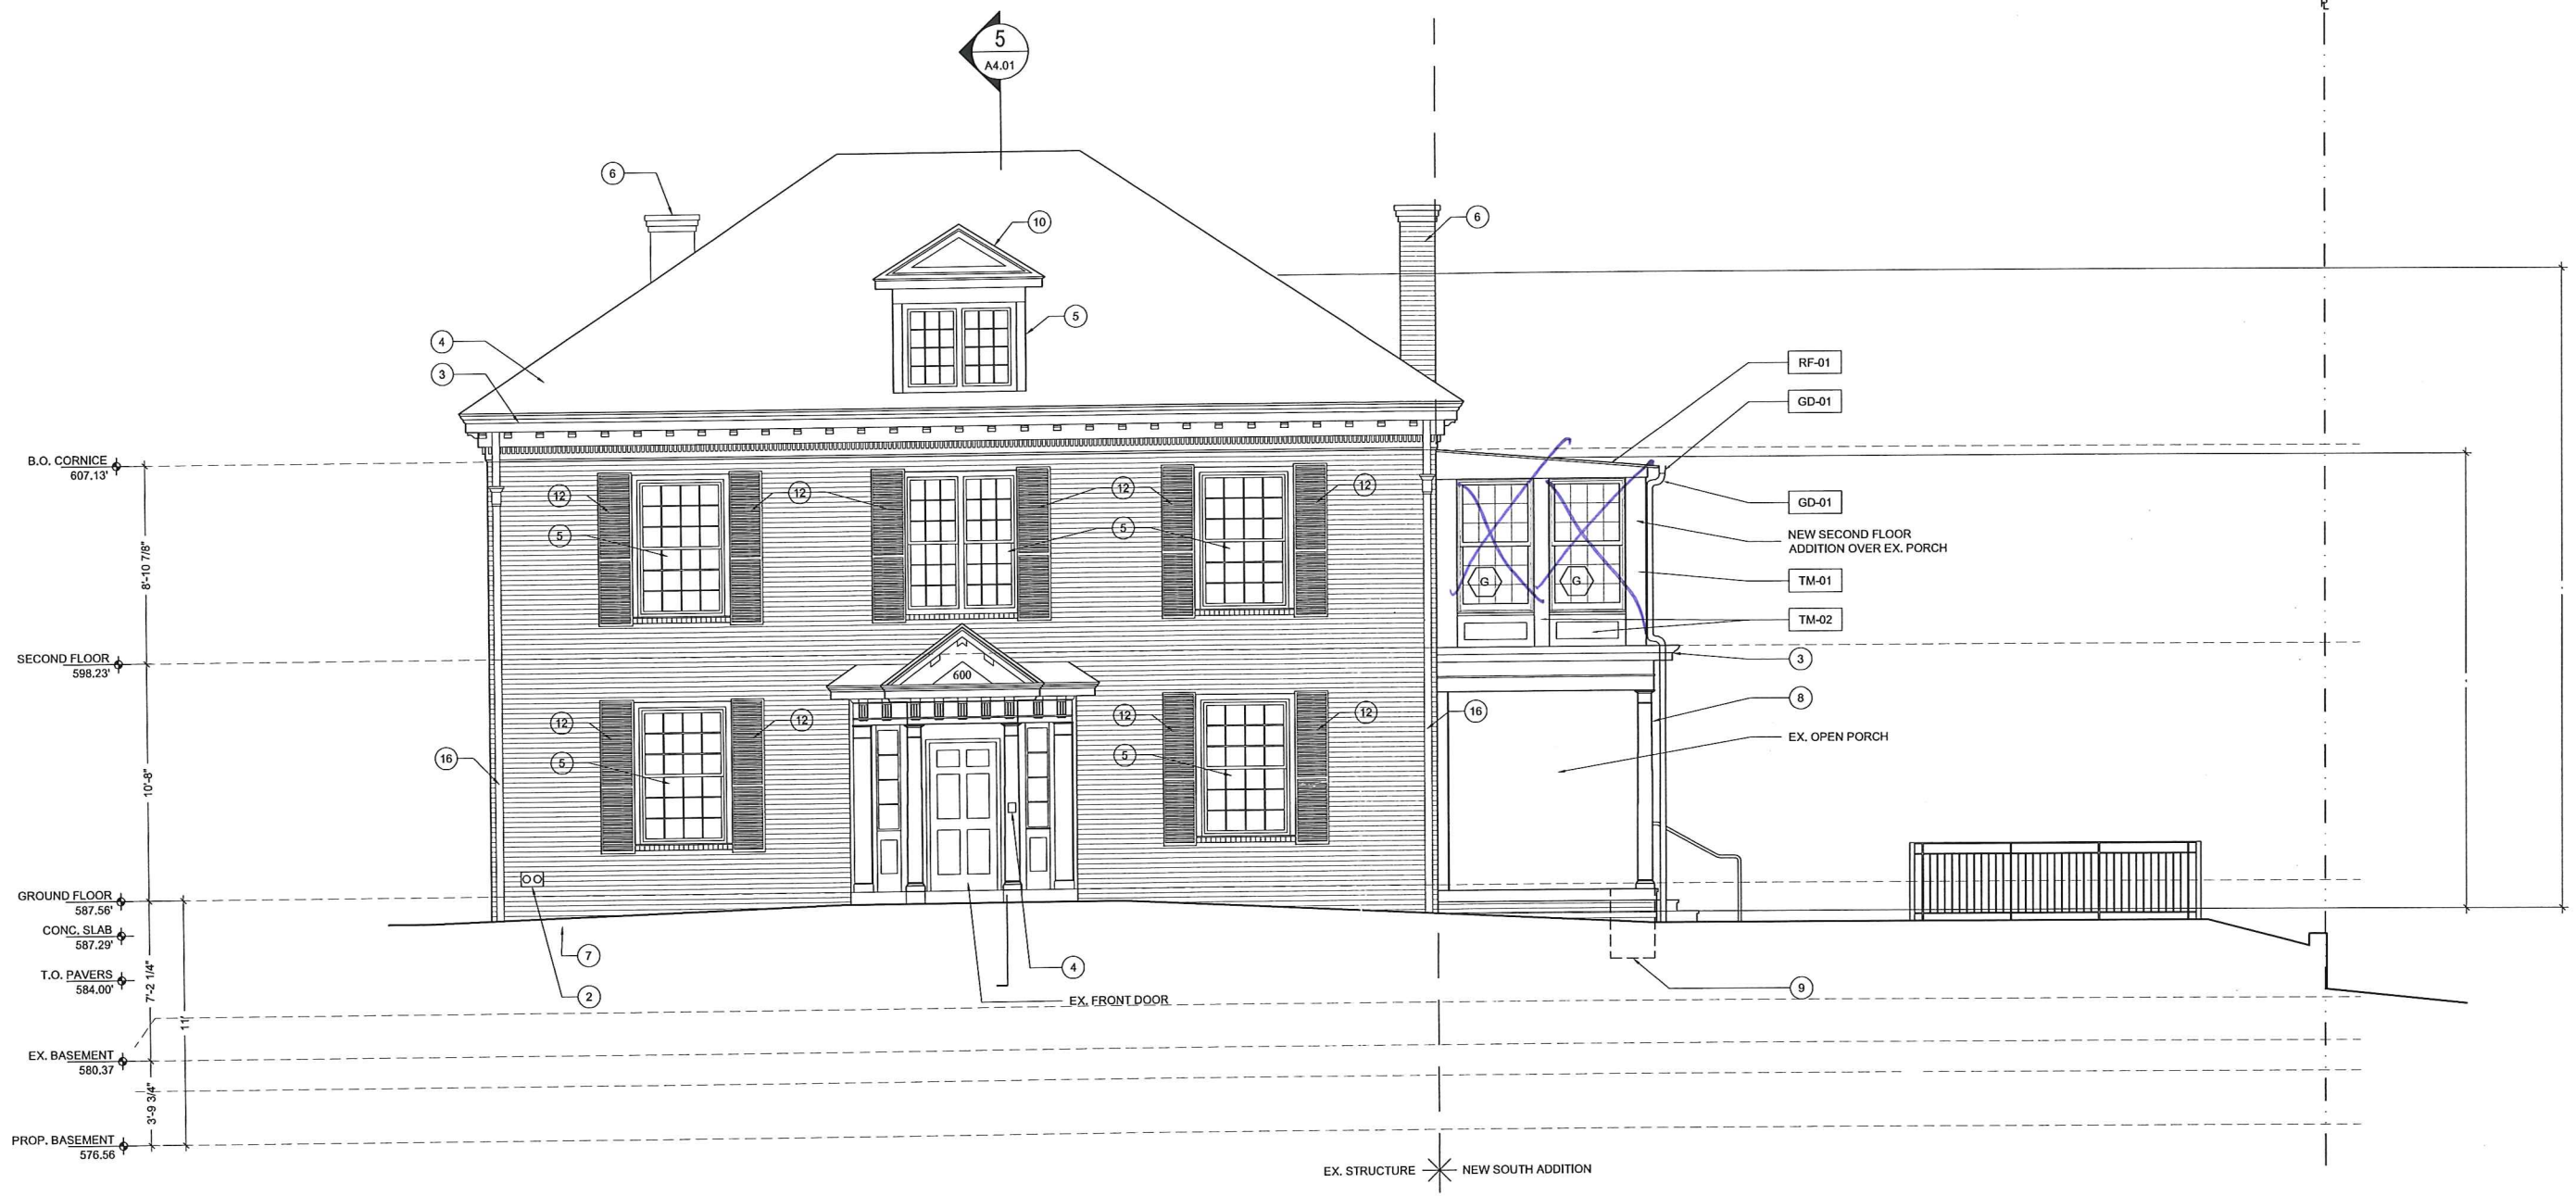 5
A4.01
PL
6
10
6
5
4
3
RF-01
GD-01
B.O. CORNICE
607.13'
12
12
12
12
5
5
GD-01
NEW SECOND FLOOR
ADDITION OVER EX. PORCH
G
G
TM-01
TM-02
8'-10 7/8"
SECOND FLOOR
598.23'
600
3
8
12
12
12
12
16
5
5
16
EX. OPEN PORCH
10'-8"
GROUND FLOOR
587.56'
CONC. SLAB
587.29'
T.O. PAVERS
584.00'
7'-2 1/4"
11'
7
2
4
EX. FRONT DOOR
9
EX. BASEMENT
580.37
3'-9 3/4"
PROP. BASEMENT
576.56
EX. STRUCTURE
NEW SOUTH ADDITION